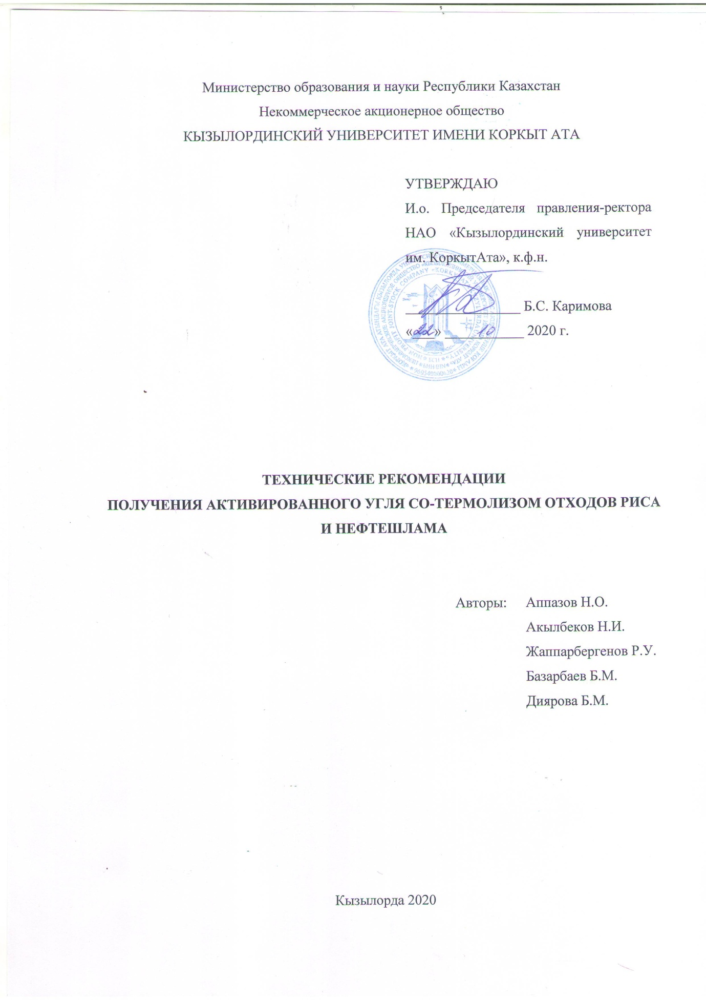 Министерство образования и науки Республики Казахстан
Некоммерческое акционерное общество
КЫЗЫЛОРДИНСКИЙ УНИВЕРСИТЕТ ИМЕНИ КОРКЫТ АТА
УТВЕРЖДАЮ
И.о. Председателя правления-ректора
НАО «Кызылординский университет
им. КоркытАта», к.ф.н.
Б.С. Каримова
«22» 10 2020 г.
ТЕХНИЧЕСКИЕ РЕКОМЕНДАЦИИ
ПОЛУЧЕНИЯ АКТИВИРОВАННОГО УГЛЯ СО-ТЕРМОЛИЗОМ ОТХОДОВ РИСА
И НЕФТЕШЛАМА
Авторы: Аппазов Н.О.
Акылбеков Н.И.
Жаппарбергенов Р.У.
Базарбаев Б.М.
Диярова Б.М.
Кызылорда 2020